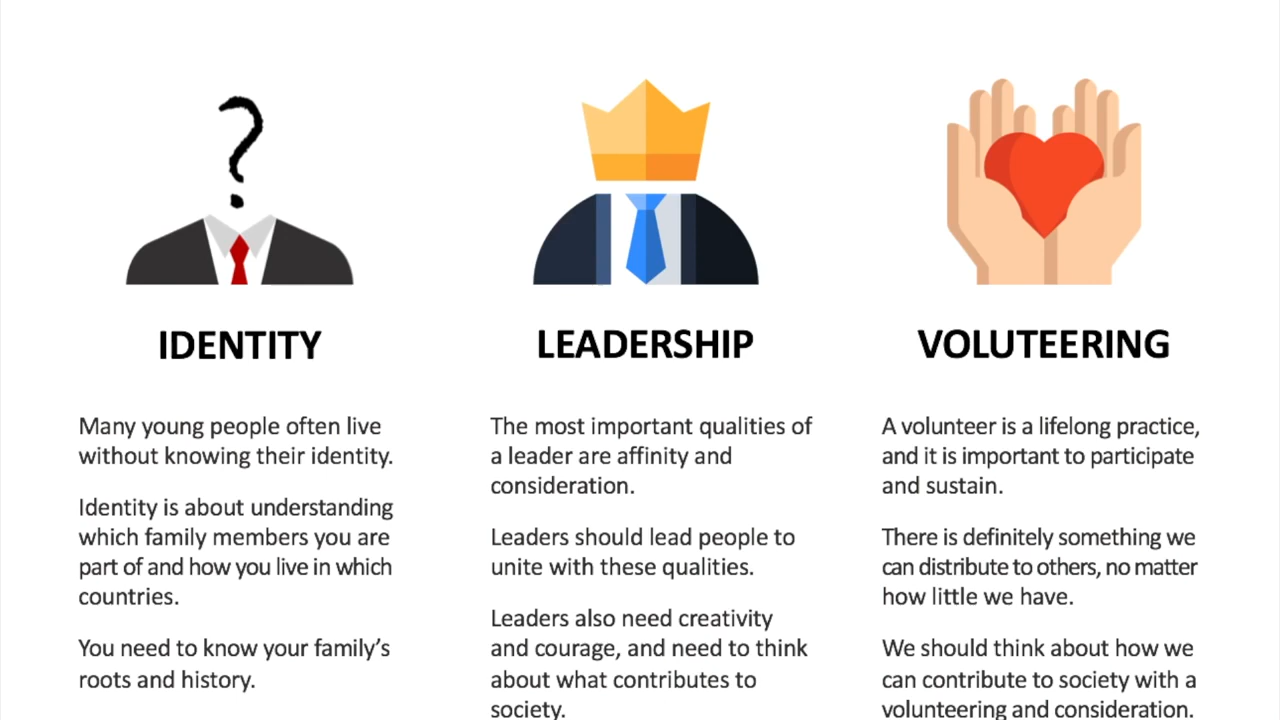 ?
IDENTITY
Many young people often live
without knowing their identity.
Identity is about understanding
which family members you are
part of and how you live in which
countries.
You need to know your family’s
roots and history.
LEADERSHIP
The most important qualities of
a leader are affinity and
consideration.
Leaders should lead people to
unite with these qualities.
Leaders also need creativity
and courage, and need to think
about what contributes to
society.
VOLUTEERING
A volunteer is a lifelong practice,
and it is important to participate
and sustain.
There is definitely something we
can distribute to others, no matter
how little we have.
We should think about how we
can contribute to society with a
volunteering and consideration.